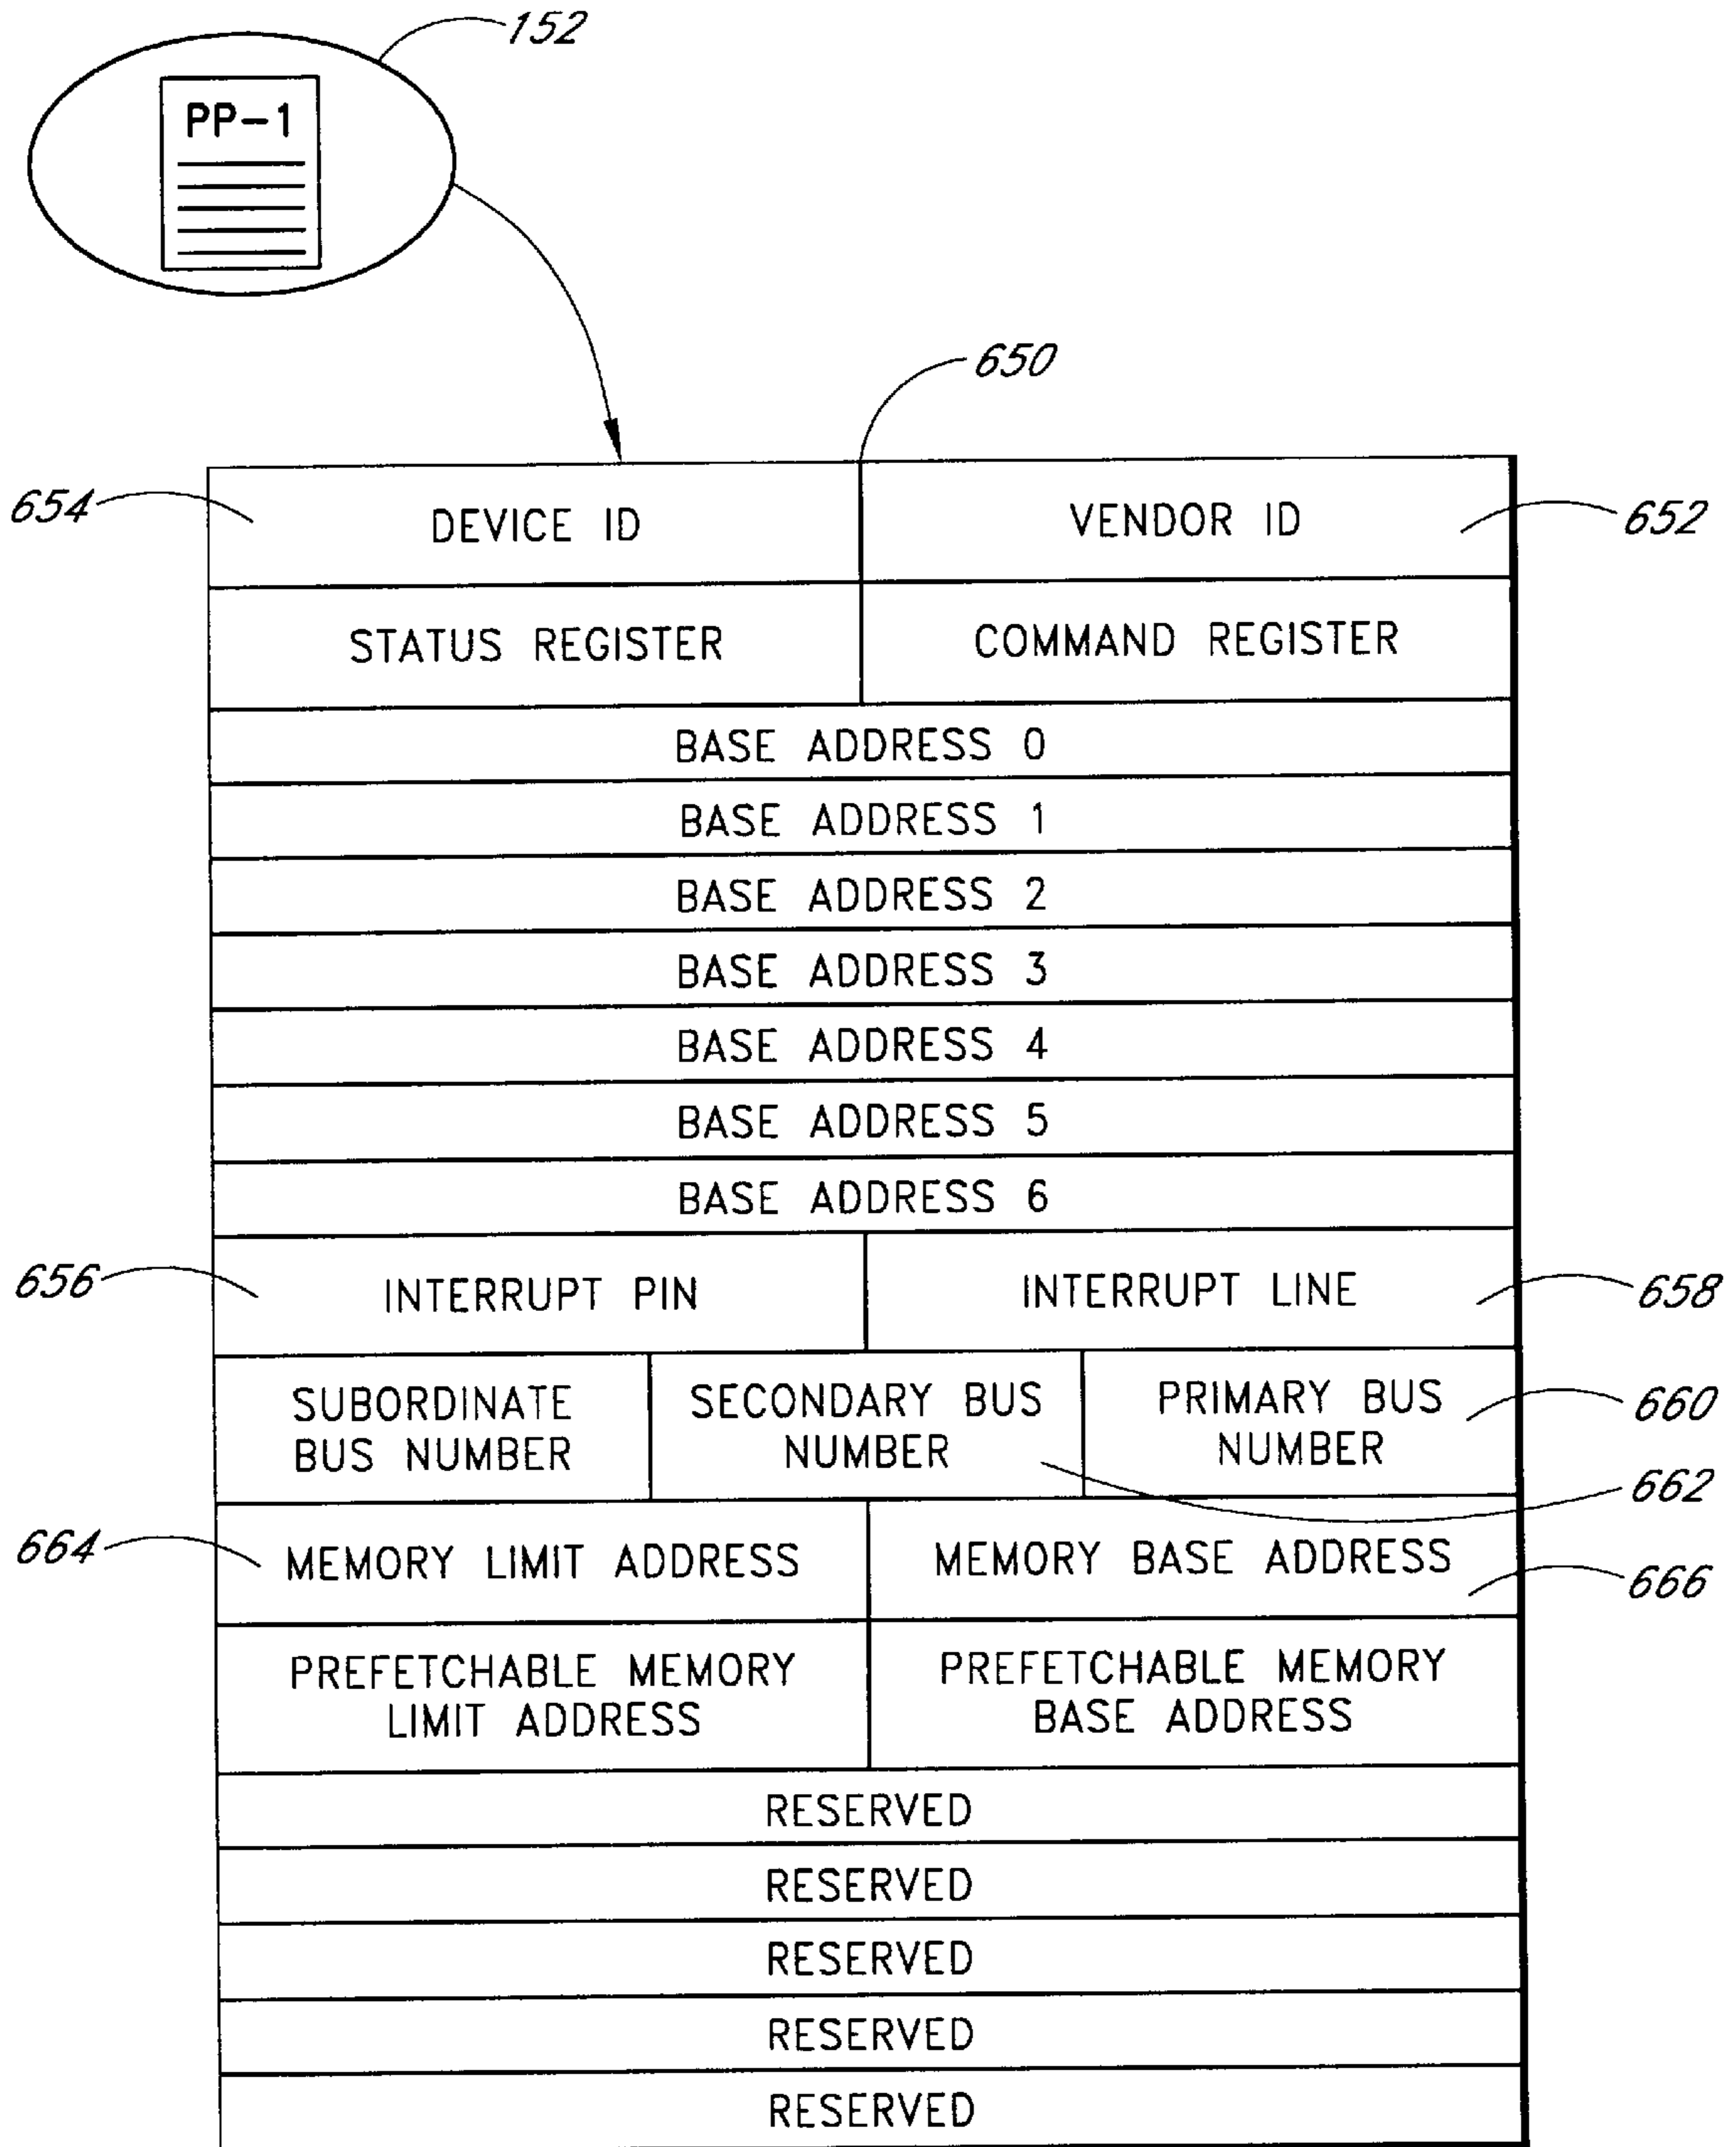 152
PP-1
650
654
DEVICE ID
VENDOR ID
652
STATUS REGISTER
COMMAND REGISTER
BASE ADDRESS 0
BASE ADDRESS 1
BASE ADDRESS 2
BASE ADDRESS 3
BASE ADDRESS 4
BASE ADDRESS 5
BASE ADDRESS 6
656
INTERRUPT PIN
INTERRUPT LINE
658
SUBORDINATE
BUS NUMBER
SECONDARY BUS
NUMBER
PRIMARY BUS
NUMBER
660
662
664
MEMORY LIMIT ADDRESS
MEMORY BASE ADDRESS
666
PREFETCHABLE MEMORY
LIMIT ADDRESS
PREFETCHABLE MEMORY
BASE ADDRESS
RESERVED
RESERVED
RESERVED
RESERVED
RESERVED